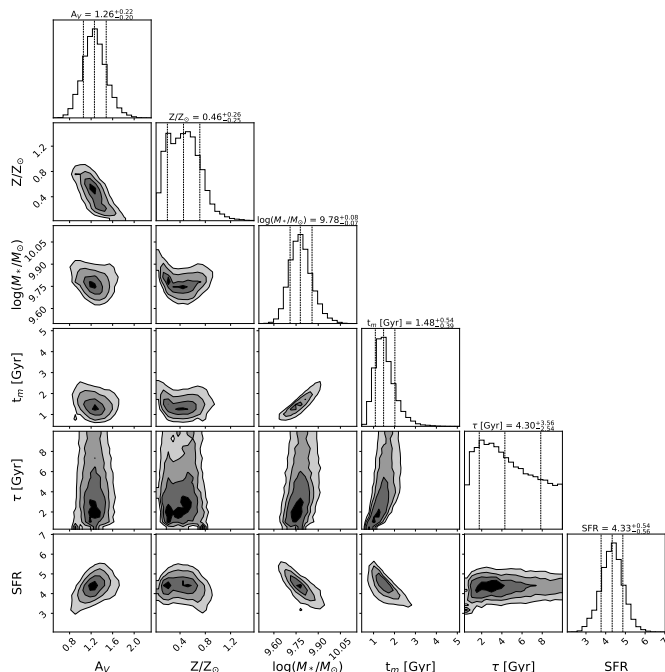 A_V = 1.26^{+0.22}_{-0.20}
Z/Z_⊙
1.2
0.8
0.4
Z/Z_⊙ = 0.46^{+0.26}_{-0.25}
log(M_*/M_⊙)
10.05
9.90
9.75
9.60
log(M_*/M_⊙) = 9.78^{+0.08}_{-0.07}
t_m [Gyr]
5
4
3
2
1
t_m [Gyr] = 1.48^{+0.54}_{-0.39}
τ [Gyr]
8
6
4
2
τ [Gyr] = 4.30^{+3.56}_{-2.54}
SFR
7
6
5
4
3
SFR = 4.33^{+0.54}_{-0.56}
0.8 1.2 1.6 2.0
0.4 0.8 1.2
9.60 9.75 9.90 10.05
1 2 3 4 5
2 4 6 8
3 4 5 6 7
A_V Z/Z_⊙ log(M_*/M_⊙) t_m [Gyr] τ [Gyr] SFR